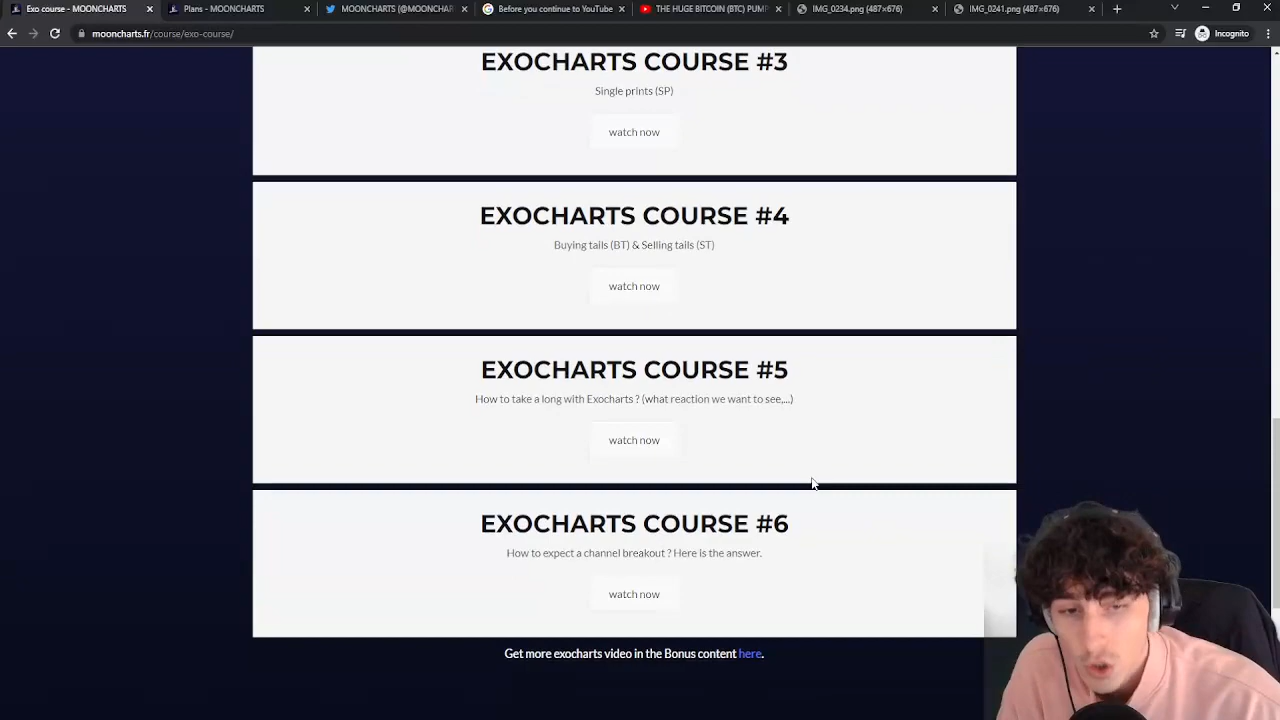 Exo course - MOONCHARTS
Plans - MOONCHARTS
MOONCHARTS (@MOONCHAR
Before you continue to YouTube
THE HUGE BITCOIN (BTC) PUMP
IMG_0234.png (487×676)
IMG_0241.png (487×676)
mooncharts.fr/course/exo-course/
Incognito
EXOCHARTS COURSE #3
Single prints (SP)
watch now
EXOCHARTS COURSE #4
Buying tails (BT) & Selling tails (ST)
watch now
EXOCHARTS COURSE #5
How to take a long with Exocharts ? (what reaction we want to see,...)
watch now
EXOCHARTS COURSE #6
How to expect a channel breakout ? Here is the answer.
watch now
Get more exocharts video in the Bonus content here.